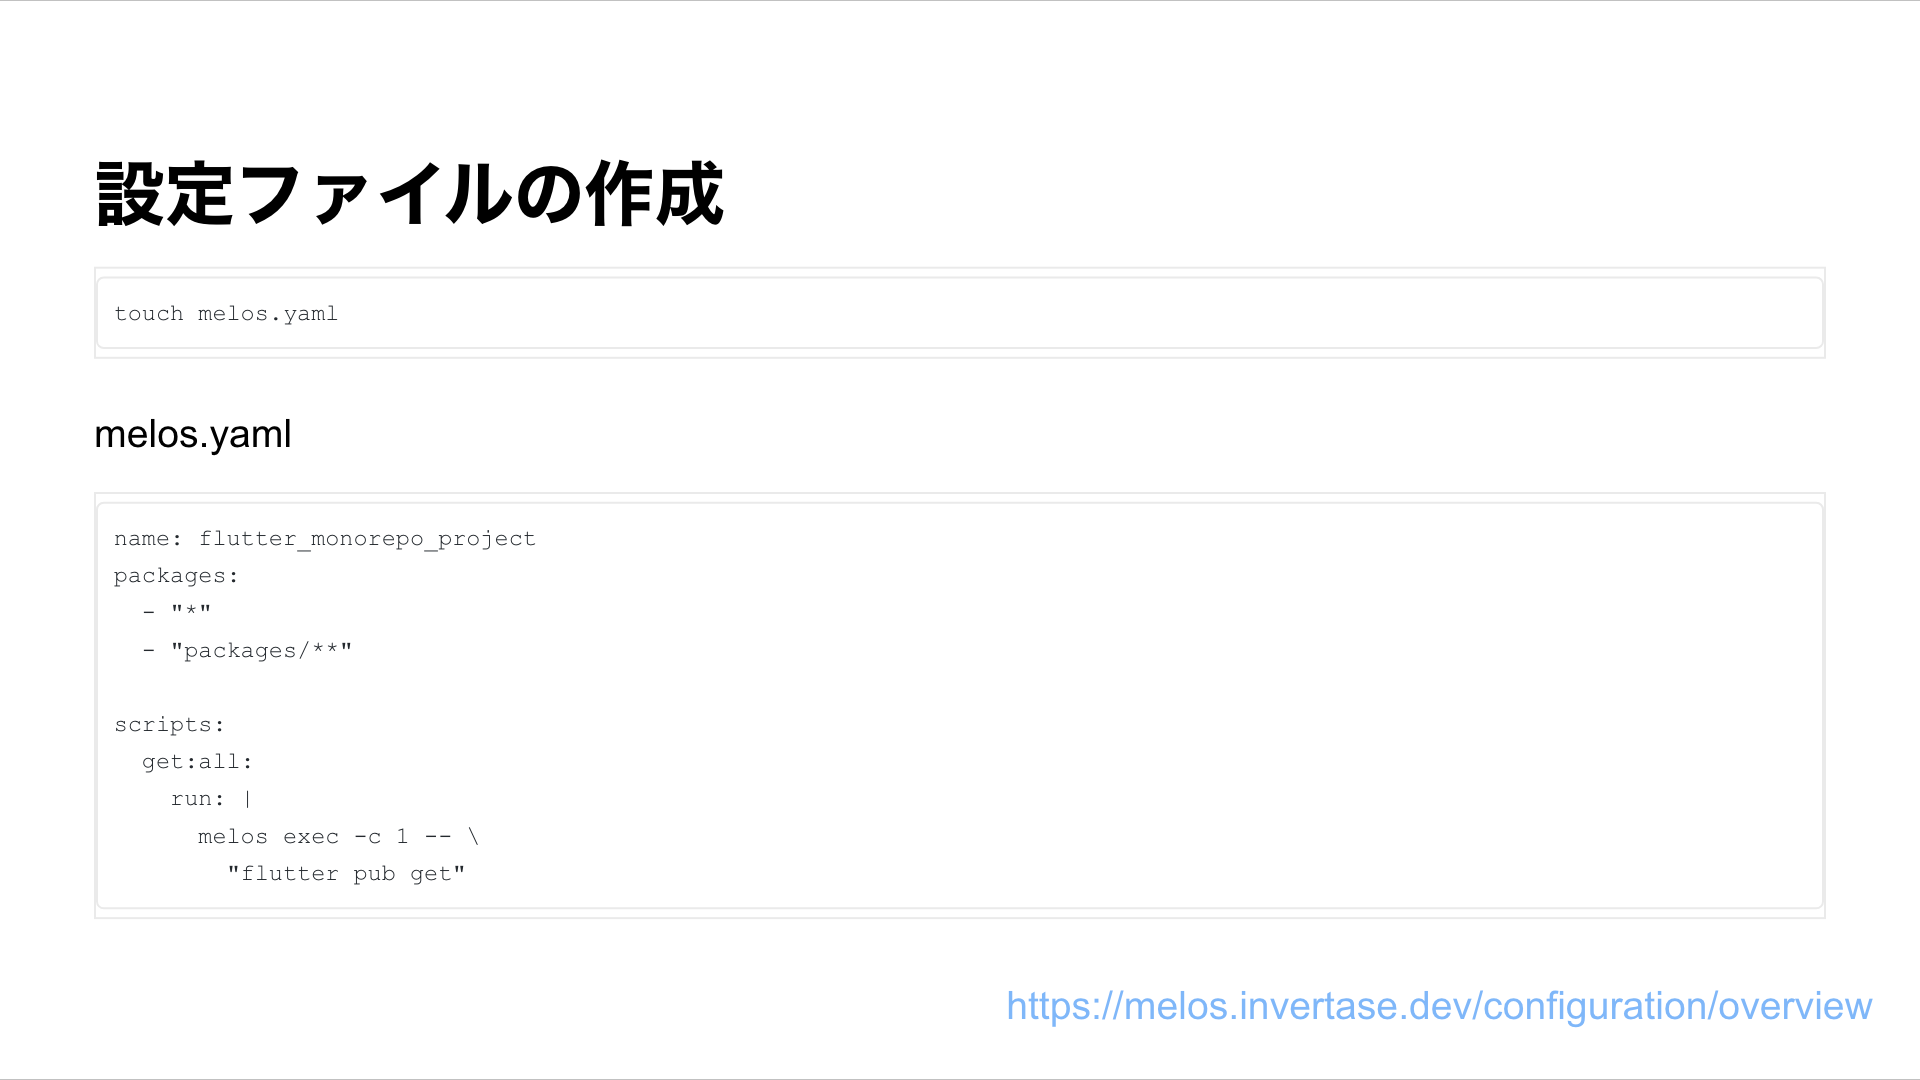 設定ファイルの作成
touch melos.yaml
melos.yaml
name: flutter_monorepo_project
packages:
  - "*"
  - "packages/**"

scripts:
  get:all:
    run: |
      melos exec -c 1 -- \
        "flutter pub get"
https://melos.invertase.dev/configuration/overview